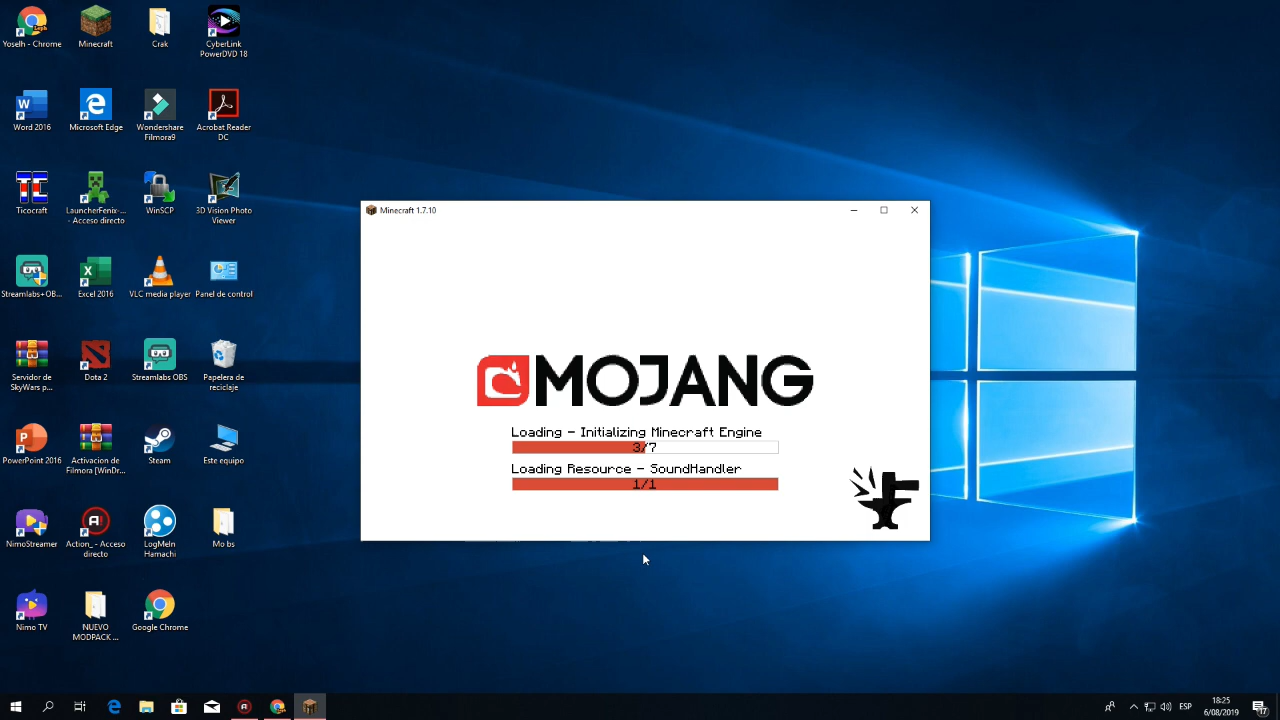 Yoselh - Chrome
Minecraft
Crak
CyberLink
PowerDVD 18
Word 2016
Microsoft Edge
Wondershare
Filmora9
Acrobat Reader
DC
Ticocraft
LauncherFenix-...
- Acceso directo
WinSCP
3D Vision Photo
Viewer
Streamlabs+OB...
Excel 2016
VLC media player
Panel de control
Servidor de
SkyWars p...
Dota 2
Streamlabs OBS
Papelera de
reciclaje
PowerPoint 2016
Activacion de
Filmora [WinDr...
Steam
Este equipo
NimoStreamer
Action_ - Acceso
directo
LogMeIn
Hamachi
Mo bs
Nimo TV
NUEVO
MODPACK ...
Google Chrome
Minecraft 1.7.10
MOJANG
Loading - Initializing Minecraft Engine
3/7
Loading Resource - SoundHandler
1/1
ESP
18:25
6/08/2019
17